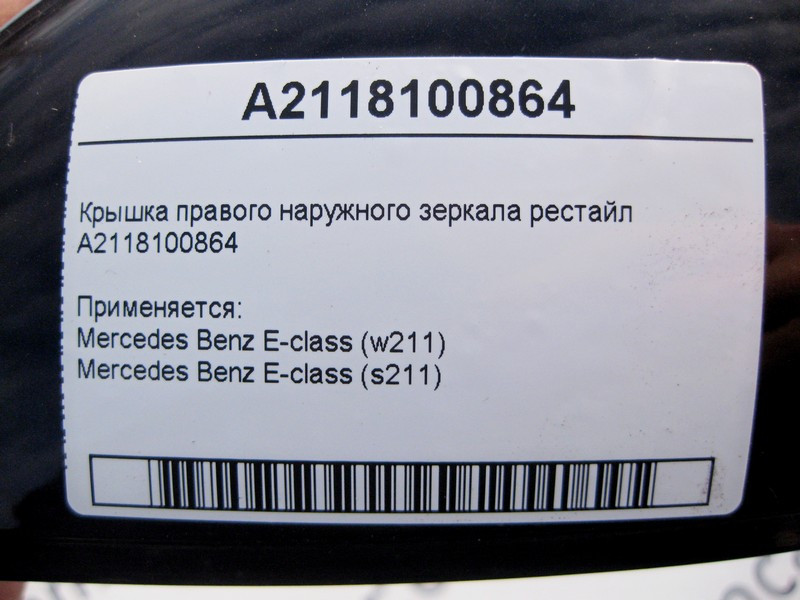 A2118100864
Крышка правого наружного зеркала рестайл
A2118100864
Применяется:
Mercedes Benz E-class (w211)
Mercedes Benz E-class (s211)